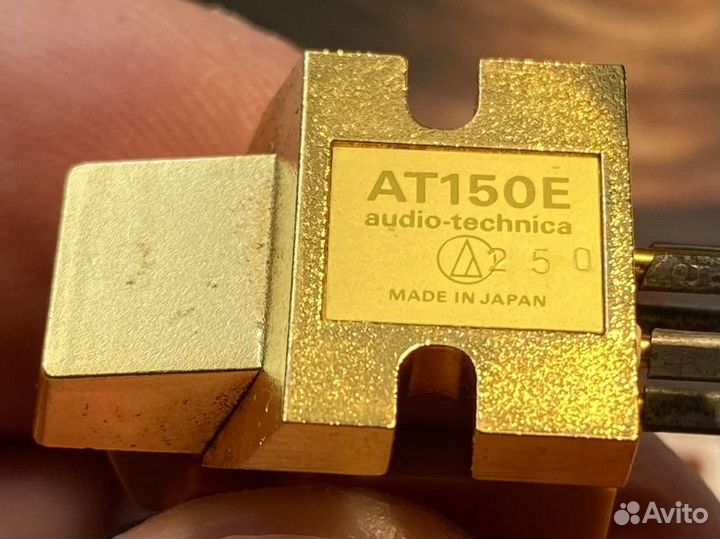 AT150E
audio-technica
250
MADE IN JAPAN
Avito